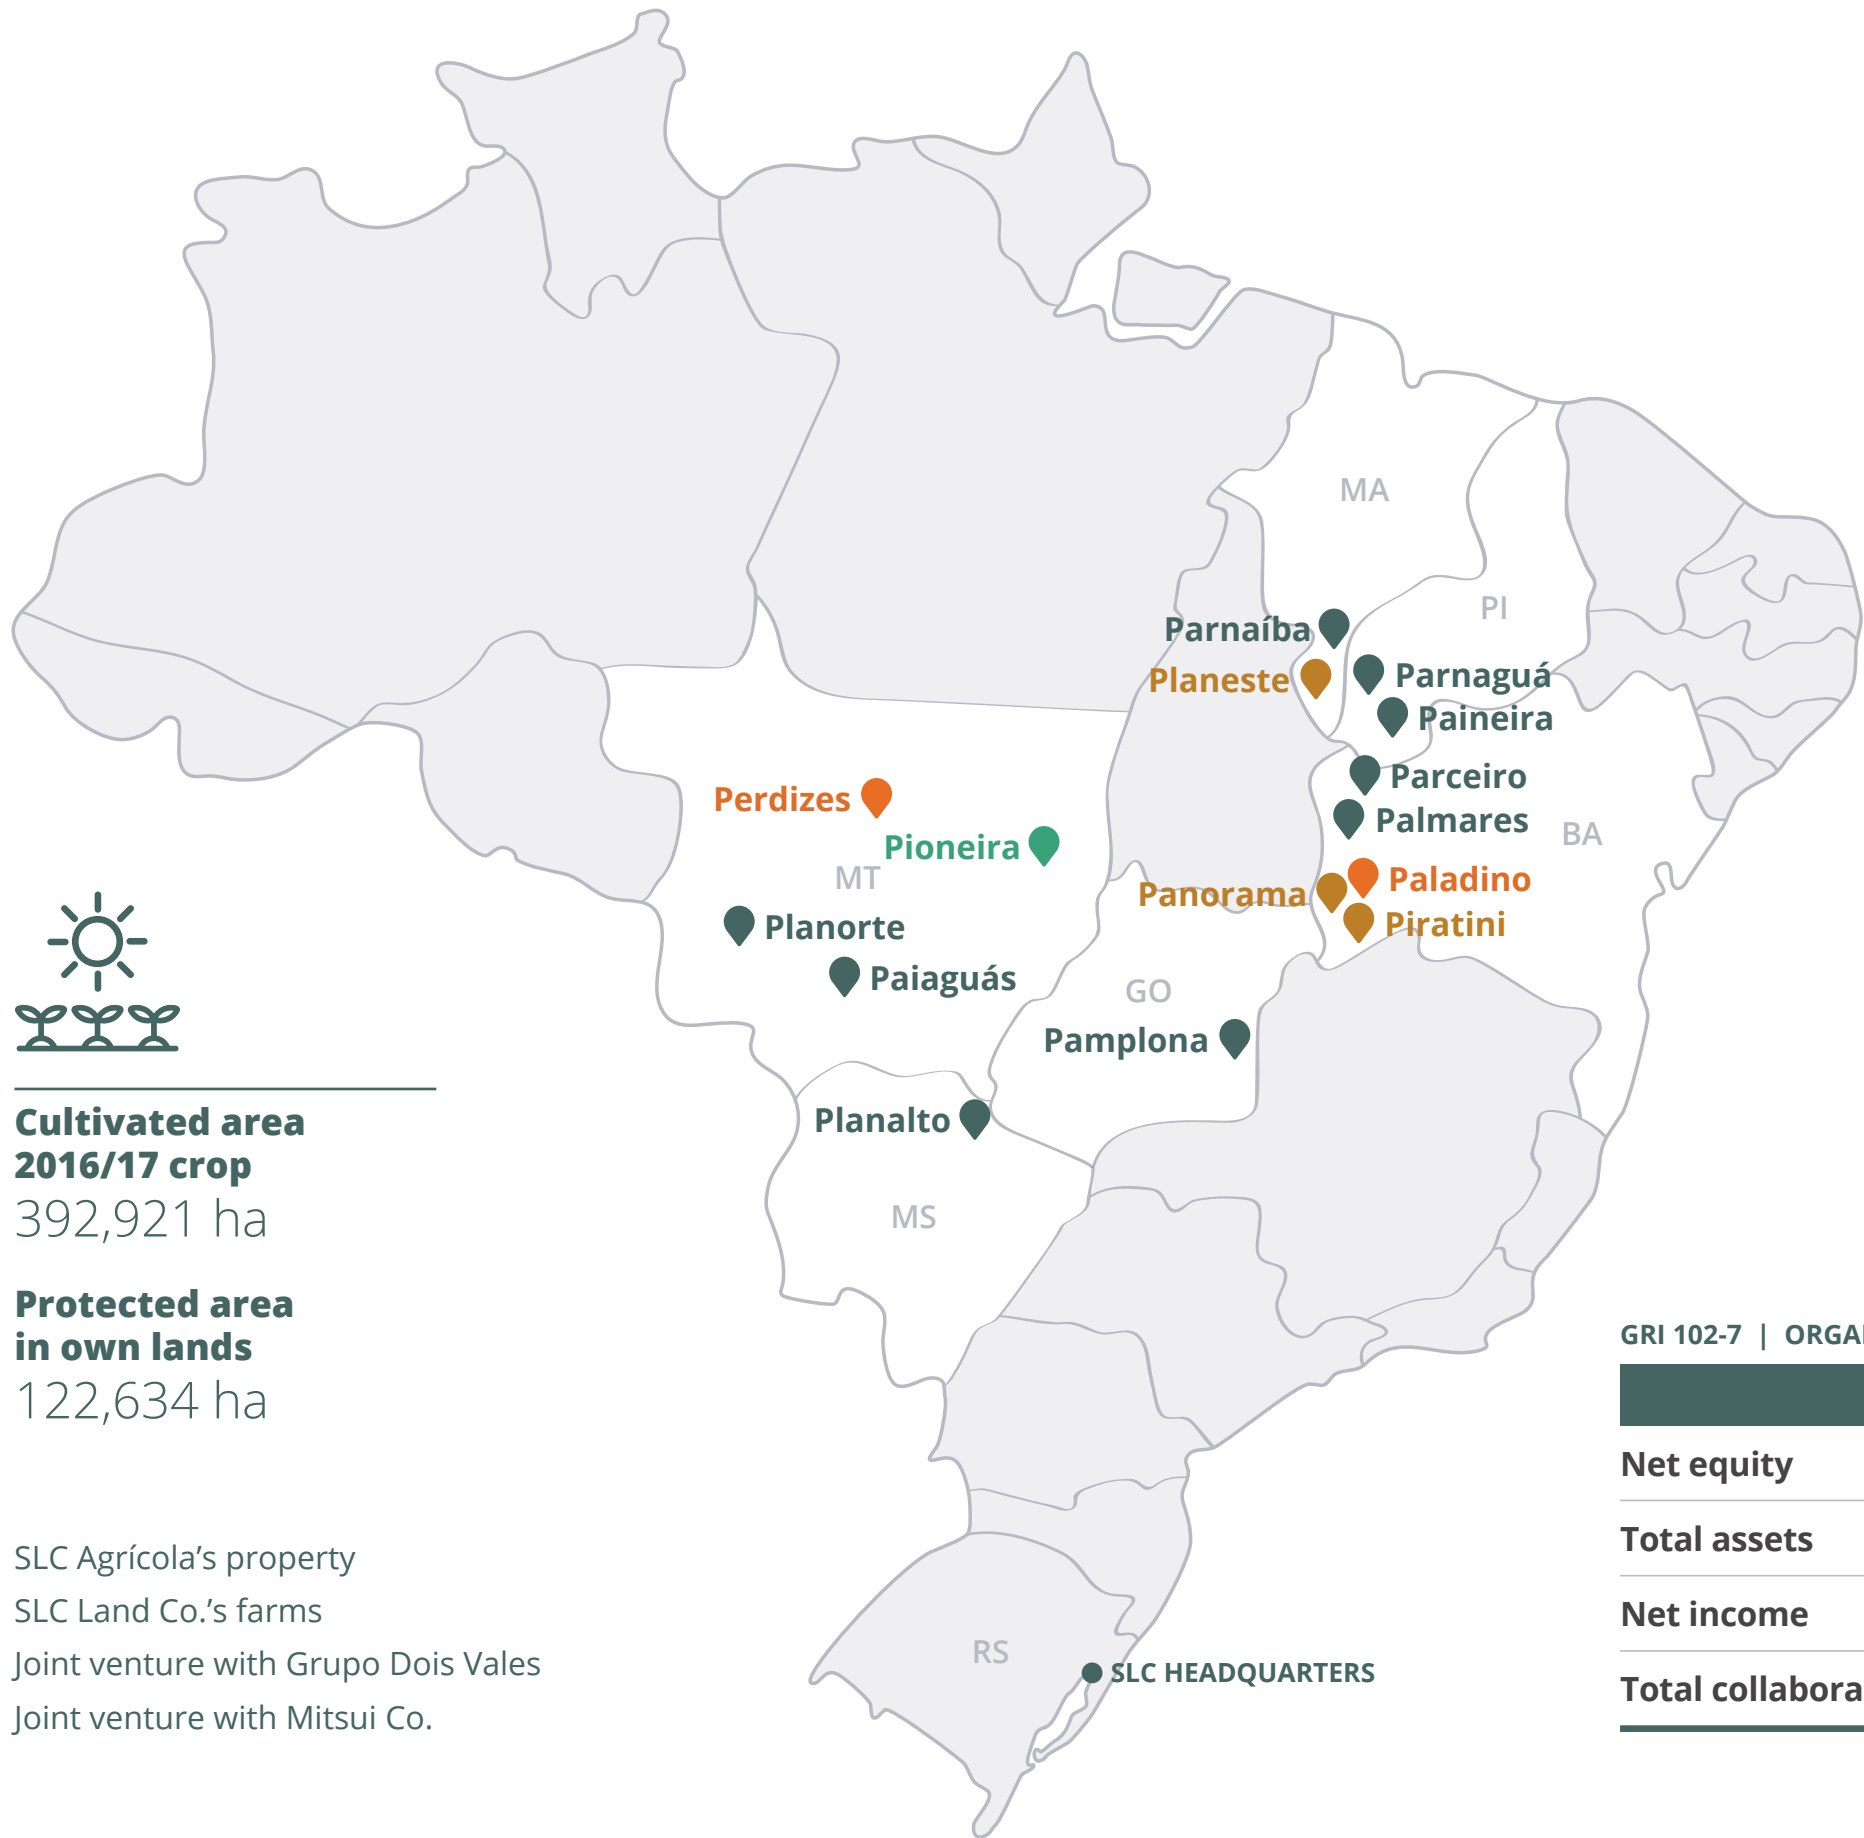 MA
PI
Parnaíba
Planeste
Parnaguá
Paineira
Perdizes
Parceiro
Pioneira
Palmares
BA
MT
Panorama
Paladino
Planorte
Piratini
Paiaguás
GO
Pamplona
Planalto
MS
RS
SLC HEADQUARTERS
Cultivated area
2016/17 crop
392,921 ha
Protected area
in own lands
122,634 ha
SLC Agrícola’s property
SLC Land Co.’s farms
Joint venture with Grupo Dois Vales
Joint venture with Mitsui Co.
GRI 102-7 | ORGA
Net equity
Total assets
Net income
Total collabora